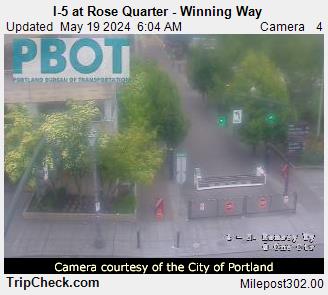 I-5 at Rose Quarter - Winning Way
Updated May 19 2024 6:04 AM Camera 4
PBOT
PORTLAND BUREAU OF TRANSPORTATION
Camera courtesy of the City of Portland
TripCheck.com Milepost302.00